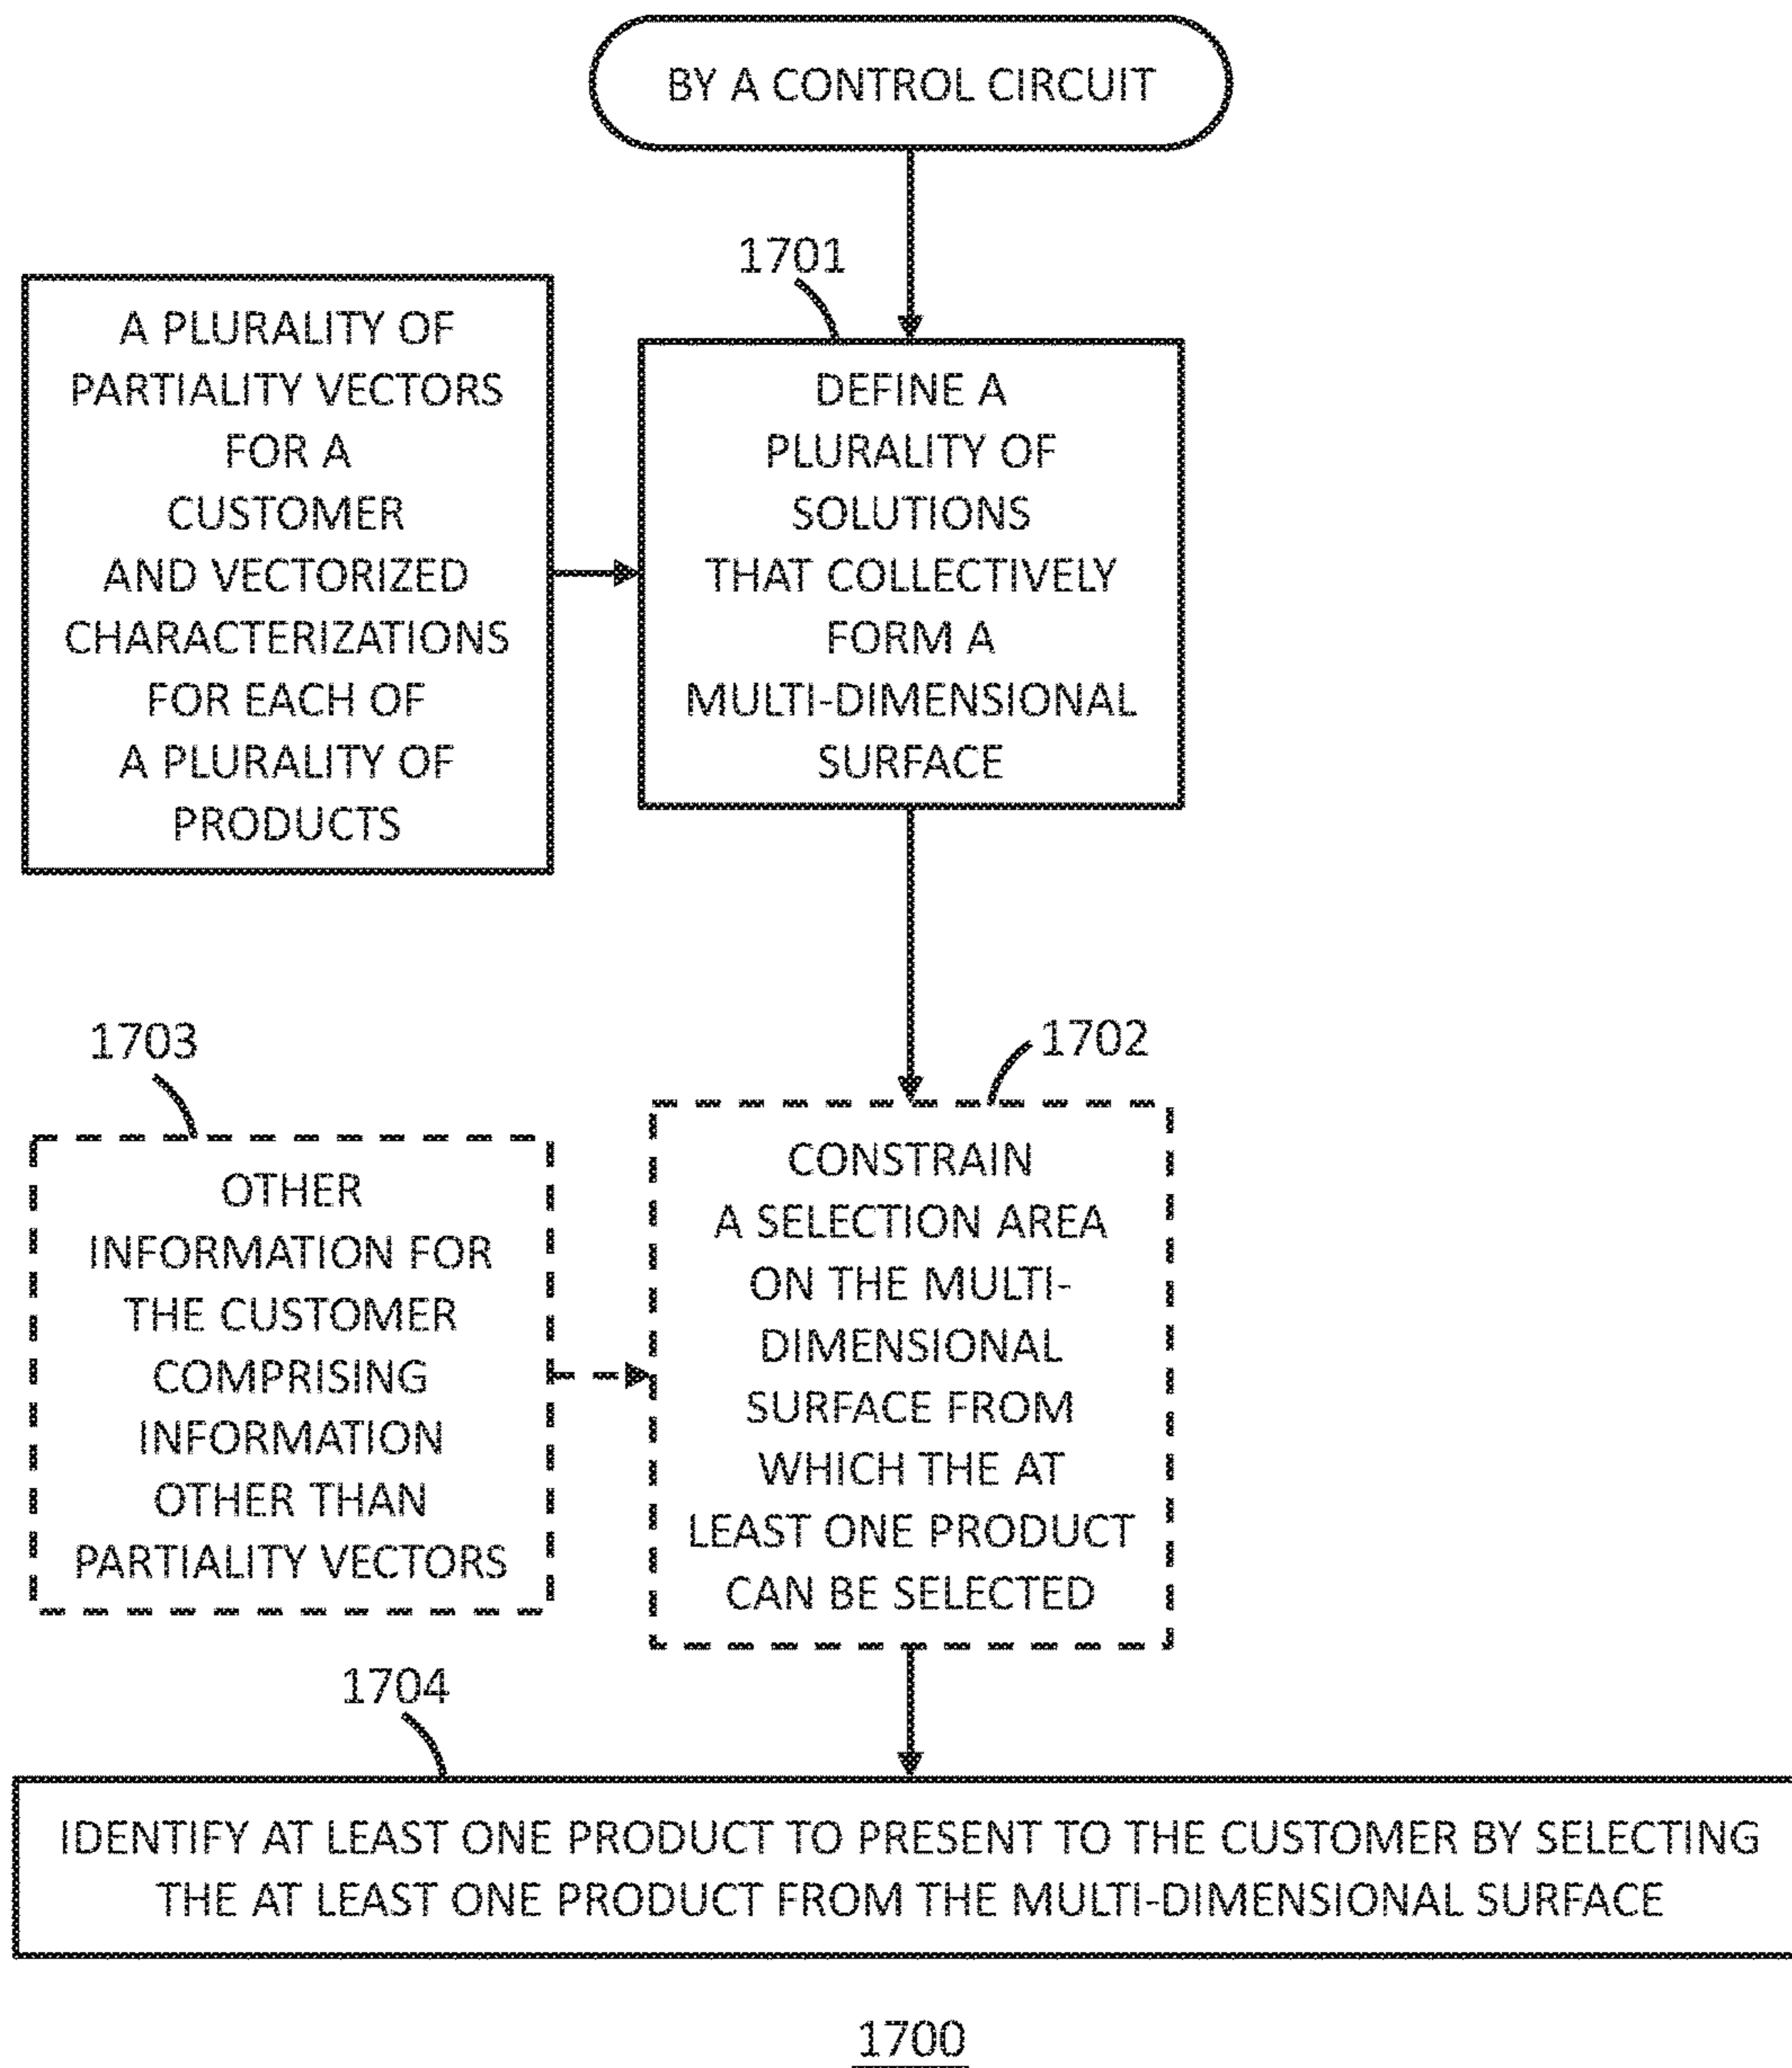 BY A CONTROL CIRCUIT
1701
A PLURALITY OF
PARTIALITY VECTORS
FOR A
CUSTOMER
AND VECTORIZED
CHARACTERIZATIONS
FOR EACH OF
A PLURALITY OF
PRODUCTS
DEFINE A
PLURALITY OF
SOLUTIONS
THAT COLLECTIVELY
FORM A
MULTI-DIMENSIONAL
SURFACE
1703
1702
OTHER
INFORMATION FOR
THE CUSTOMER
COMPRISING
INFORMATION
OTHER THAN
PARTIALITY VECTORS
CONSTRAIN
A SELECTION AREA
ON THE MULTI-
DIMENSIONAL
SURFACE FROM
WHICH THE AT
LEAST ONE PRODUCT
CAN BE SELECTED
1704
IDENTIFY AT LEAST ONE PRODUCT TO PRESENT TO THE CUSTOMER BY SELECTING
THE AT LEAST ONE PRODUCT FROM THE MULTI-DIMENSIONAL SURFACE
1700